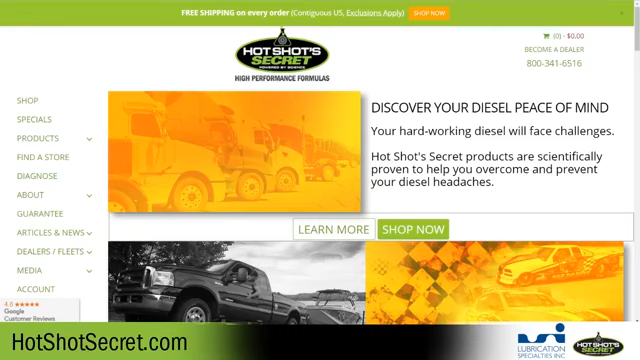 FREE SHIPPING on every order (Contiguous US, Exclusions Apply) SHOP NOW
HOT SHOT'S
SECRET
POWERED BY SCIENCE
HIGH PERFORMANCE FORMULAS
(0) - $0.00
BECOME A DEALER
800-341-6516
SHOP
SPECIALS
PRODUCTS
FIND A STORE
DIAGNOSE
ABOUT
GUARANTEE
ARTICLES & NEWS
DEALERS / FLEETS
MEDIA
ACCOUNT
DISCOVER YOUR DIESEL PEACE OF MIND
Your hard-working diesel will face challenges.
Hot Shot's Secret products are scientifically
proven to help you overcome and prevent
your diesel headaches.
LEARN MORE SHOP NOW
4.6
Google
Customer Reviews
HotShotSecret.com
LUBRICATION
SPECIALTIES INC
HOT SHOT'S
SECRET